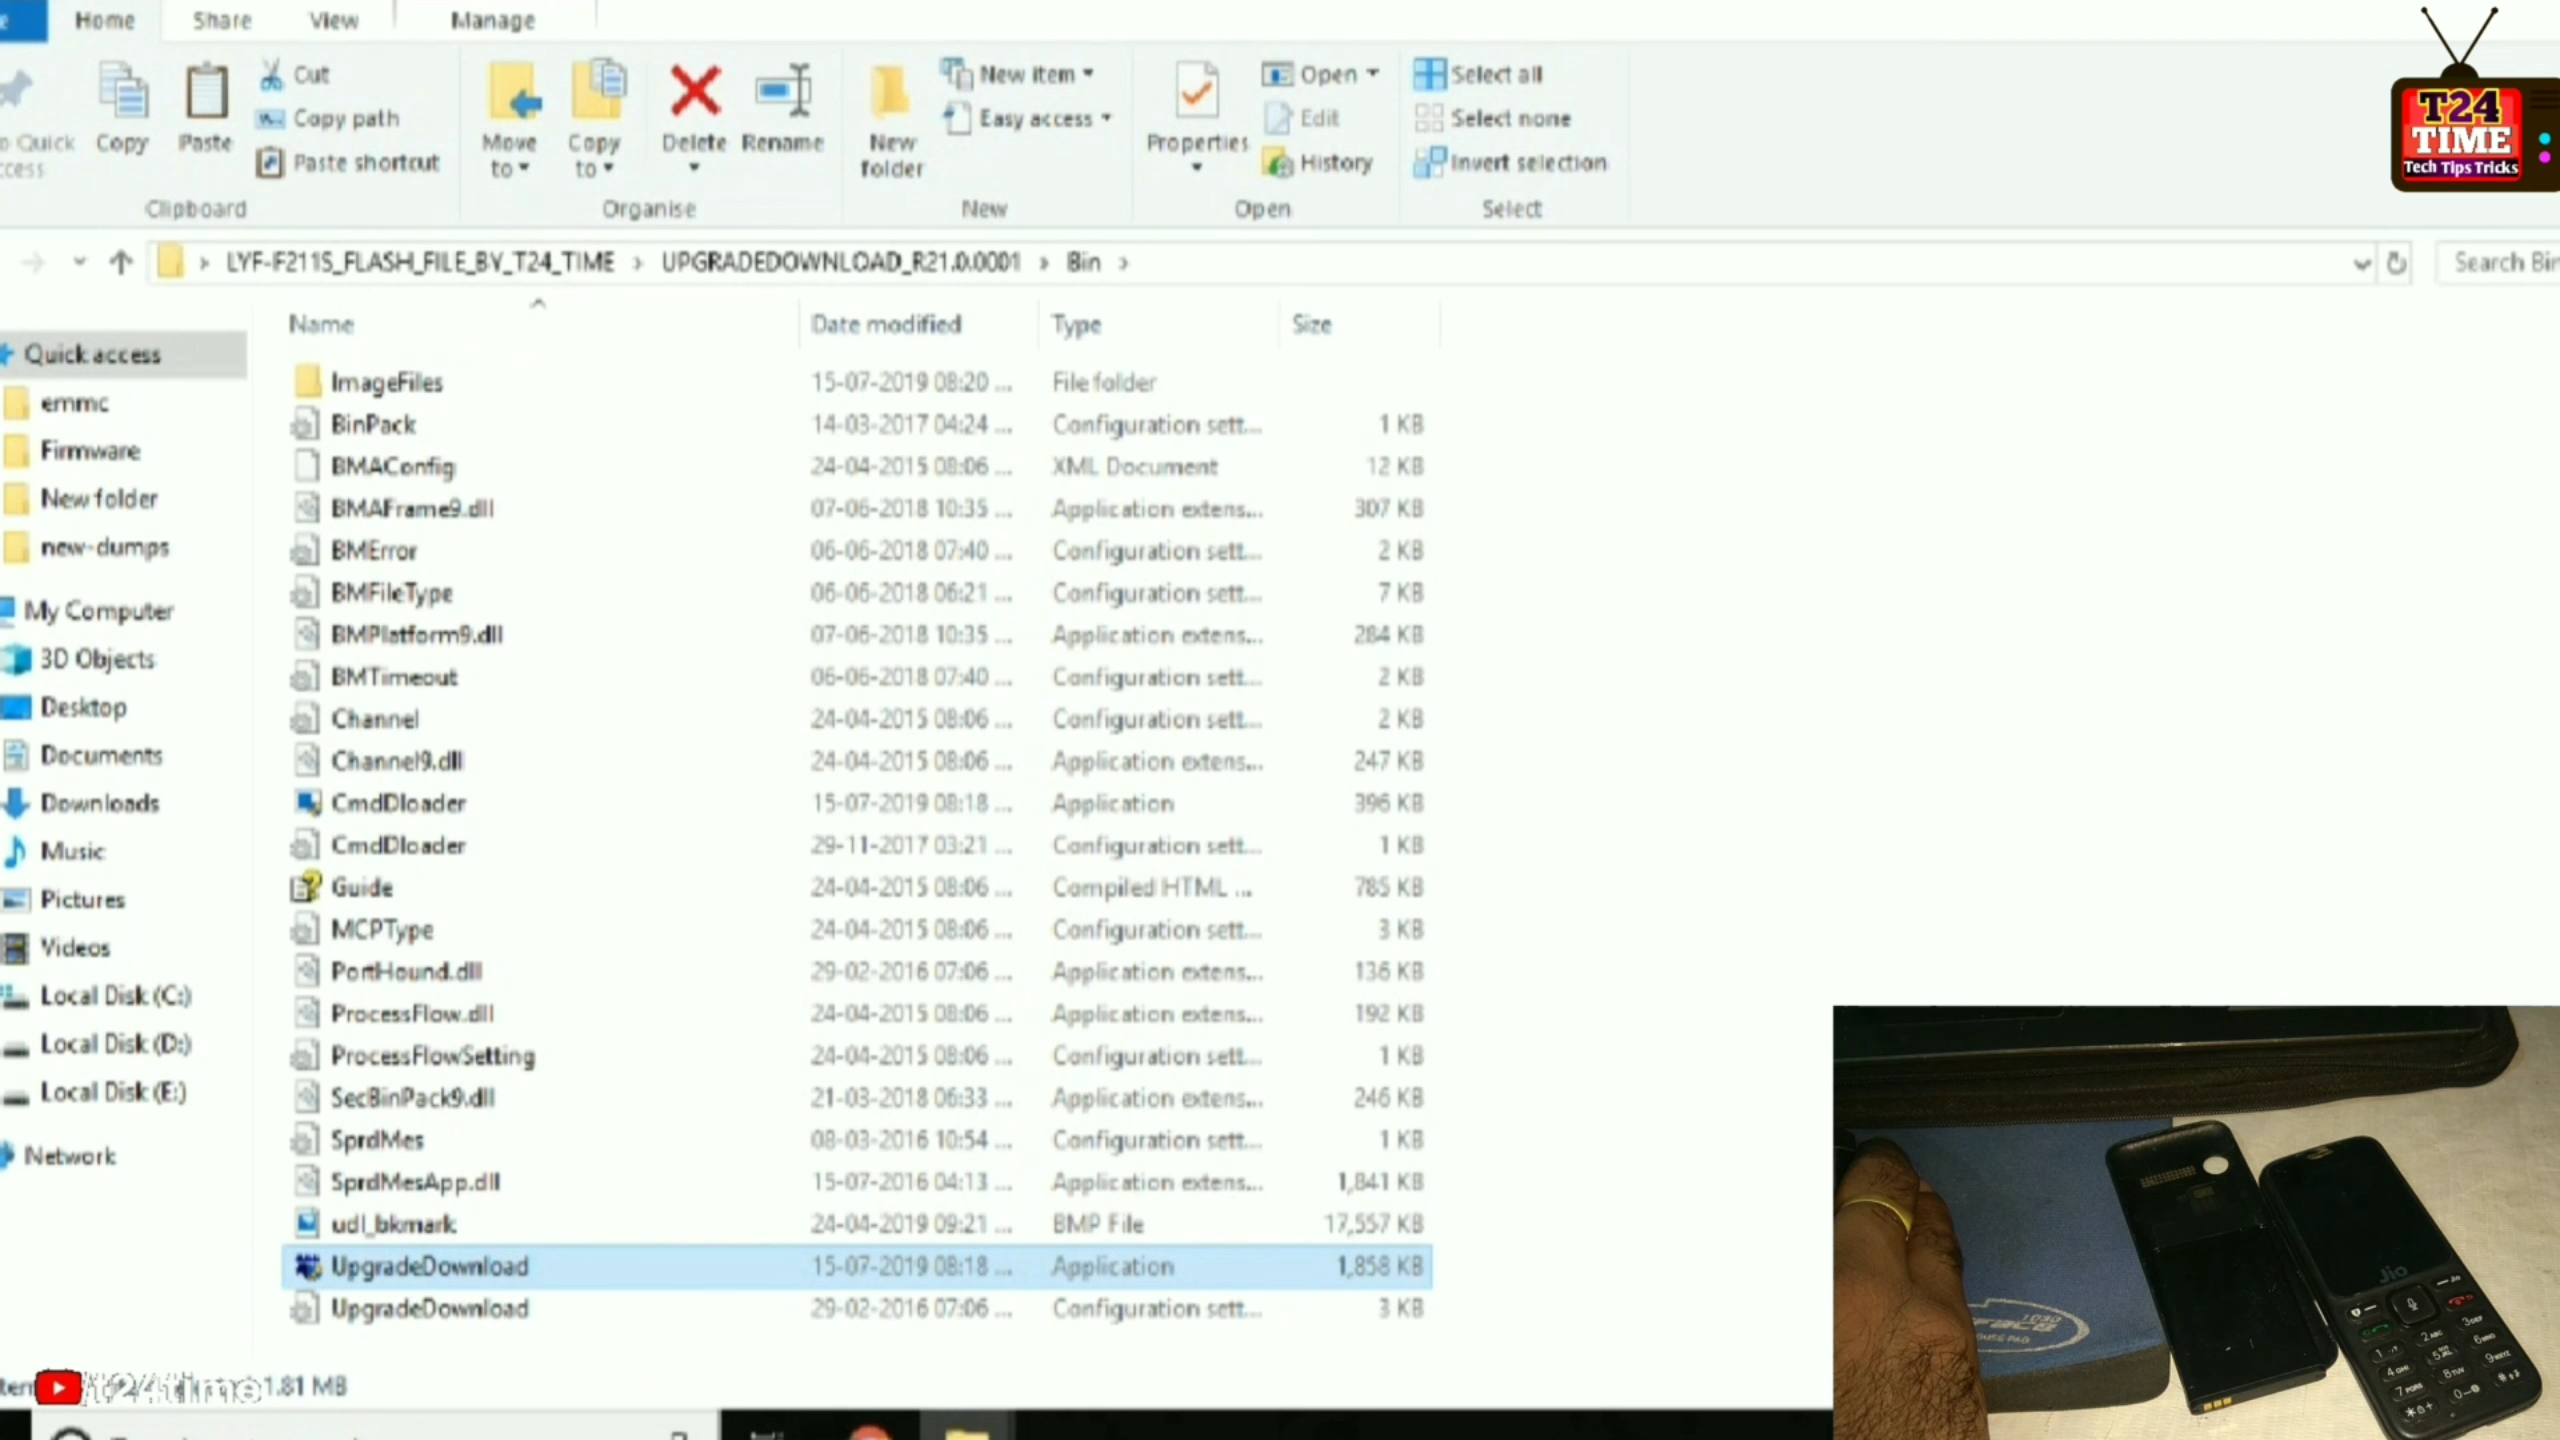 Home Share View Manage
Quick
Copy
Paste
Cut
Copy path
Paste shortcut
Clipboard
Move to
Copy to
Delete
Rename
Organise
New folder
New item
Easy access
New
Properties
Open
Edit
History
Open
Select all
Select none
Invert selection
Select
T24
TIME
Tech Tips Tricks
LYF-F211S_FLASH_FILE_BY_T24_TIME › UPGRADEDOWNLOAD_R21.0.0001 › Bin ›
Search Bin
Name Date modified Type Size
Quick access
emmc
Firmware
New folder
new-dumps
My Computer
3D Objects
Desktop
Documents
Downloads
Music
Pictures
Videos
Local Disk (C:)
Local Disk (D:)
Local Disk (E:)
Network
ImageFiles 15-07-2019 08:20 ... File folder
BinPack 14-03-2017 04:24 ... Configuration sett... 1 KB
BMAConfig 24-04-2015 08:06 ... XML Document 12 KB
BMAFrame9.dll 07-06-2018 10:35 ... Application extens... 307 KB
BMError 06-06-2018 07:40 ... Configuration sett... 2 KB
BMFileType 06-06-2018 06:21 ... Configuration sett... 7 KB
BMPlatform9.dll 07-06-2018 10:35 ... Application extens... 284 KB
BMTimeout 06-06-2018 07:40 ... Configuration sett... 2 KB
Channel 24-04-2015 08:06 ... Configuration sett... 2 KB
Channel9.dll 24-04-2015 08:06 ... Application extens... 247 KB
CmdDloader 15-07-2019 08:18 ... Application 396 KB
CmdDloader 29-11-2017 03:21 ... Configuration sett... 1 KB
Guide 24-04-2015 08:06 ... Compiled HTML ... 785 KB
MCPType 24-04-2015 08:06 ... Configuration sett... 3 KB
PortHound.dll 29-02-2016 07:06 ... Application extens... 136 KB
ProcessFlow.dll 24-04-2015 08:06 ... Application extens... 192 KB
ProcessFlowSetting 24-04-2015 08:06 ... Configuration sett... 1 KB
SecBinPack9.dll 21-03-2018 06:33 ... Application extens... 246 KB
SprdMes 08-03-2016 10:54 ... Configuration sett... 1 KB
SprdMesApp.dll 15-07-2016 04:13 ... Application extens... 1,841 KB
udl_bkmark 24-04-2019 09:21 ... BMP File 17,557 KB
UpgradeDownload 15-07-2019 08:18 ... Application 1,858 KB
UpgradeDownload 29-02-2016 07:06 ... Configuration sett... 3 KB
/t24time
1.81 MB
Jio